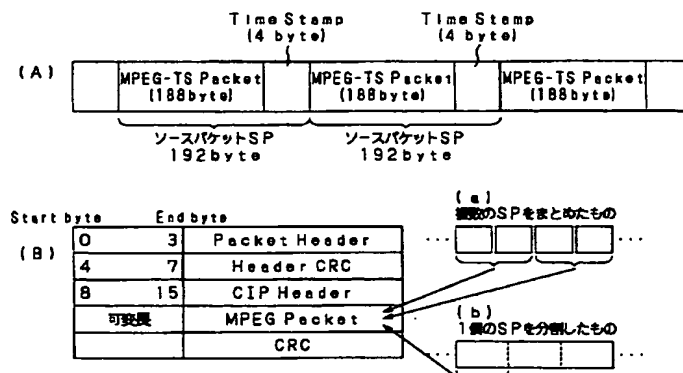 Time Stamp
(4 byte)
Time Stamp
(4 byte)
(A)
MPEG-TS Packet
(188byte)
MPEG-TS Packet
(188byte)
MPEG-TS Packet
(188byte)
ソースパケットSP
192byte
ソースパケットSP
192byte
Start byte End byte
(B)
0 3 Packet Header
4 7 Header CRC
8 15 CIP Header
可変長 MPEG Packet
CRC
(a)
複数のSPをまとめたもの
(b)
1個のSPを分割したもの